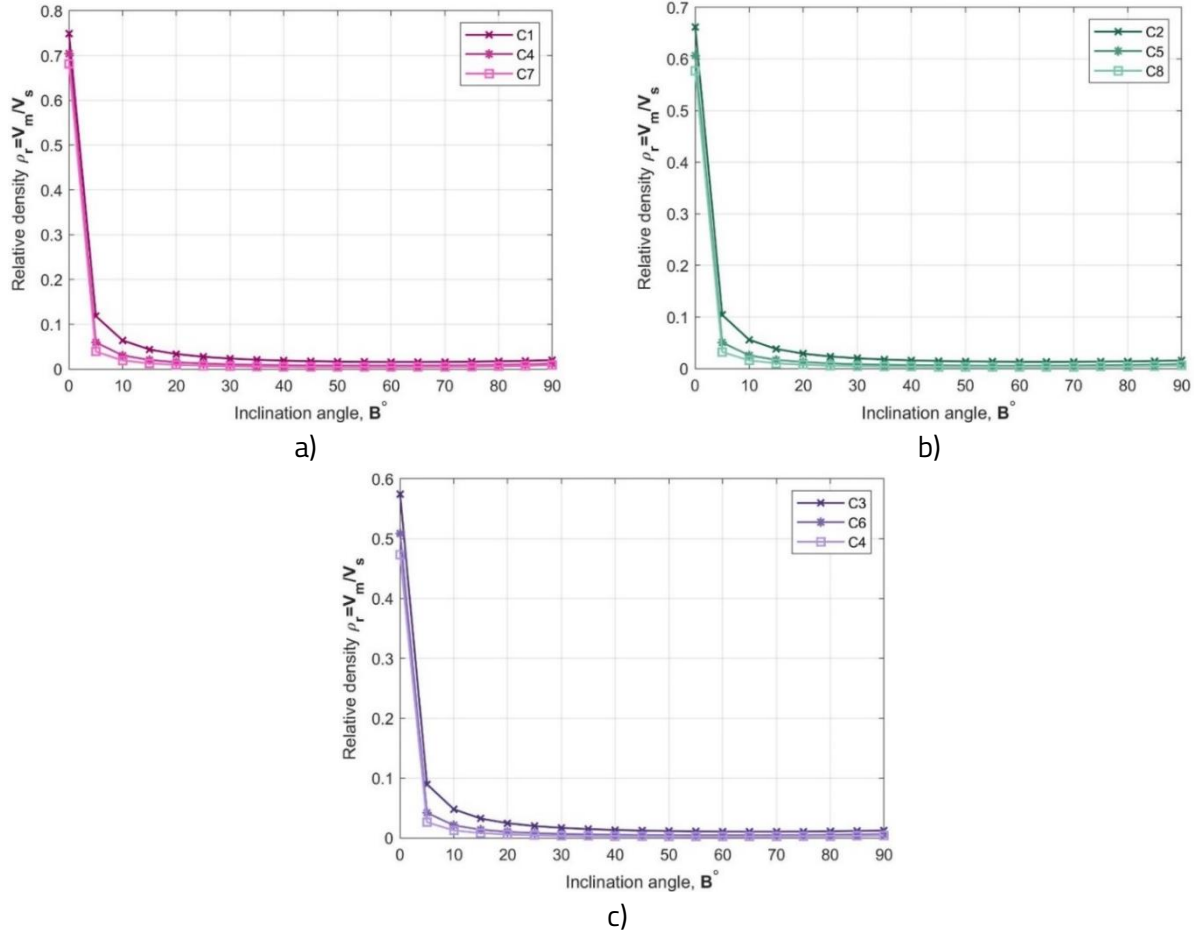 0.8
0.7
0.6
0.5
0.4
0.3
0.2
0.1
0
Relative density ρr=Vm/Vs
C1
C4
C7
0 10 20 30 40 50 60 70 80 90
Inclination angle, B°
a)
0.7
0.6
0.5
0.4
0.3
0.2
0.1
0
Relative density ρr=Vm/Vs
C2
C5
C8
0 10 20 30 40 50 60 70 80 90
Inclination angle, B°
b)
0.6
0.5
0.4
0.3
0.2
0.1
0
Relative density ρr=Vm/Vs
C3
C6
C4
0 10 20 30 40 50 60 70 80 90
Inclination angle, B°
c)